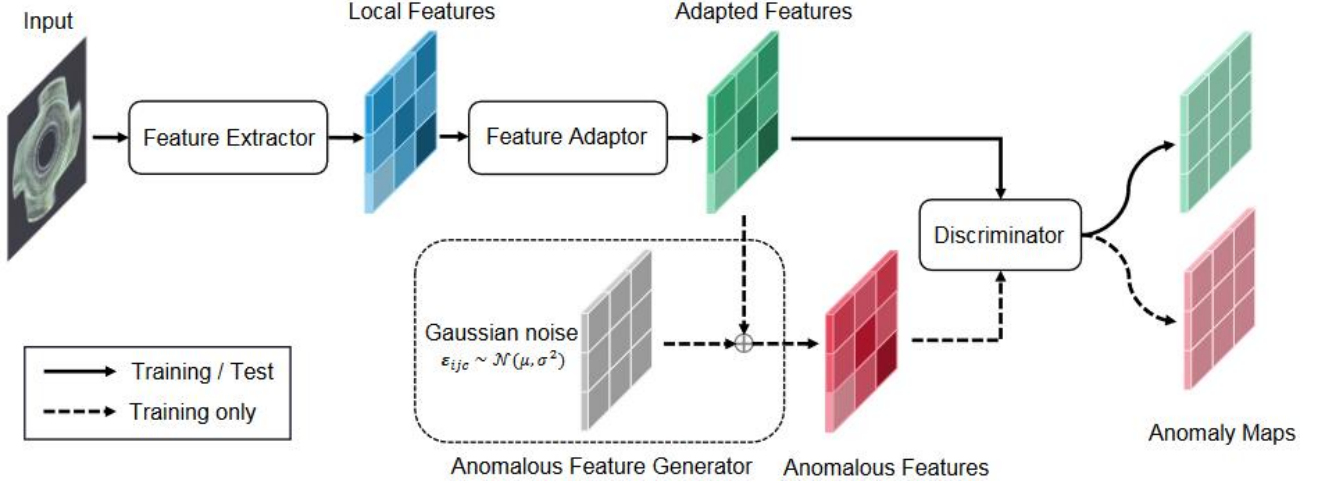 Input
Local Features
Adapted Features
Feature Extractor
Feature Adaptor
Discriminator
Gaussian noise
εijc ~ 𝒩(μ, σ²)
Training / Test
Training only
Anomalous Feature Generator
Anomalous Features
Anomaly Maps